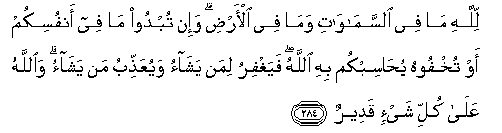 لِّلَّهِ مَا فِى ٱلسَّمَـٰوَٰتِ وَمَا فِى ٱلْأَرْضِ ۗ وَإِن تُبْدُوا۟ مَا فِىٓ أَنفُسِكُمْ
أَوْ تُخْفُوهُ يُحَاسِبْكُم بِهِ ٱللَّهُ ۖ فَيَغْفِرُ لِمَن يَشَآءُ وَيُعَذِّبُ مَن يَشَآءُ ۗ وَٱللَّهُ
عَلَىٰ كُلِّ شَىْءٍ قَدِيرٌ ﴿٢٨٤﴾